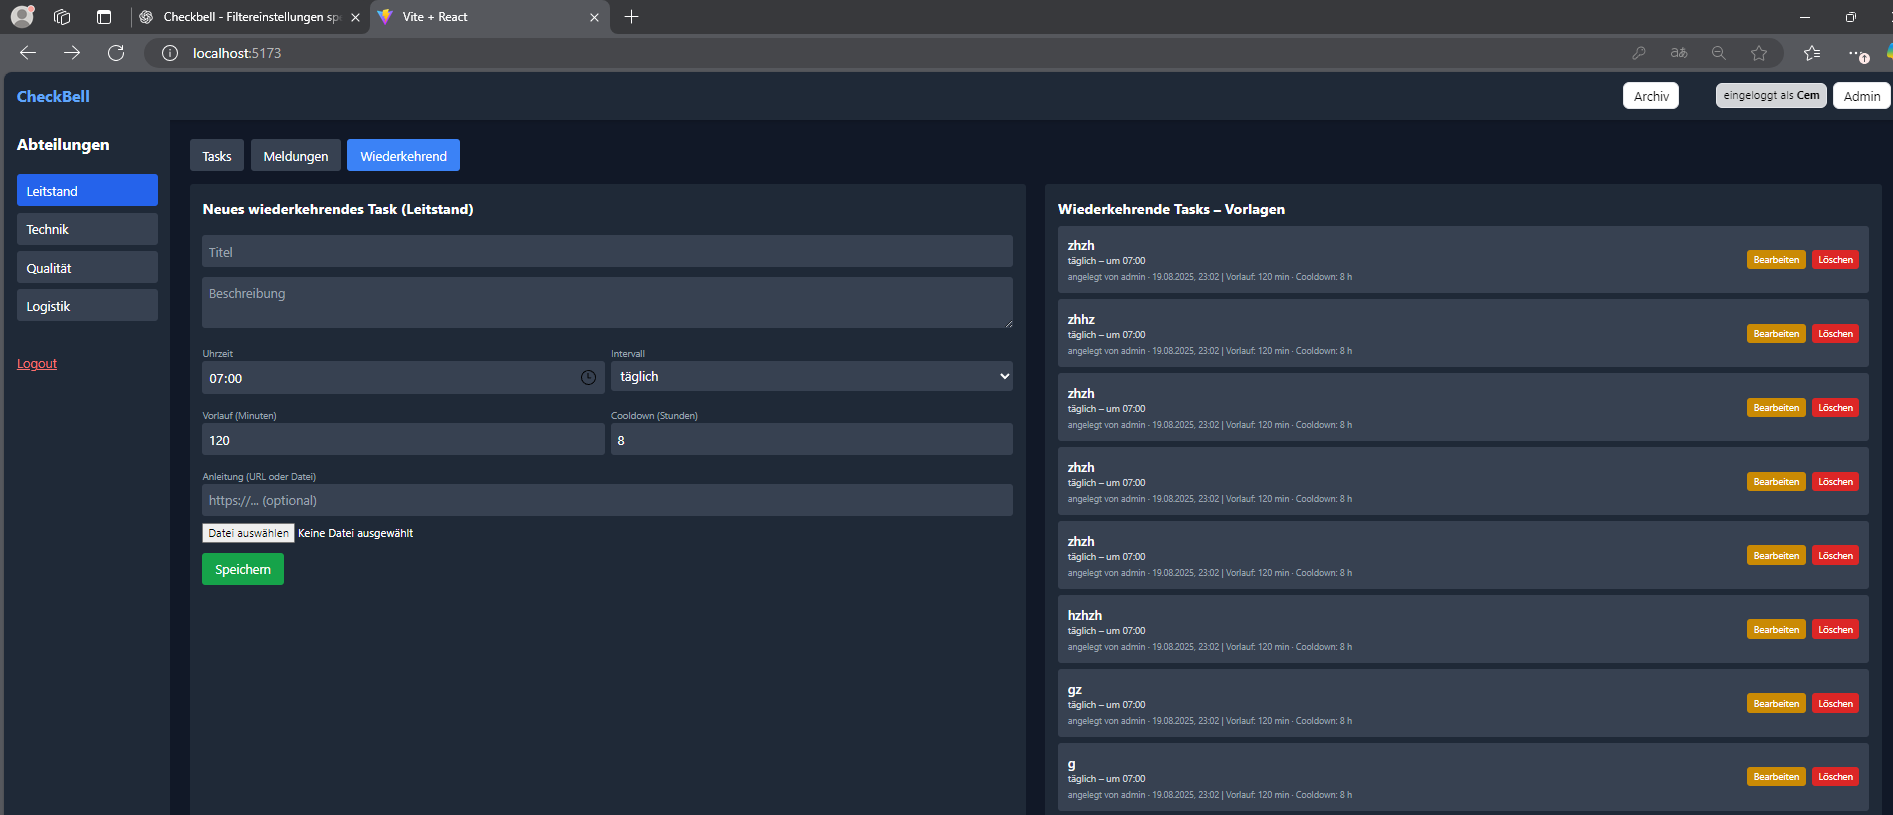 Checkbell - Filtereinstellungen spe
Vite + React
localhost:5173
CheckBell
Archiv
eingeloggt als Cem
Admin
Abteilungen
Leitstand
Technik
Qualität
Logistik
Logout
Tasks
Meldungen
Wiederkehrend
Neues wiederkehrendes Task (Leitstand)
Titel
Beschreibung
Uhrzeit
Intervall
07:00
täglich
Vorlauf (Minuten)
Cooldown (Stunden)
120
8
Anleitung (URL oder Datei)
https://... (optional)
Datei auswählen Keine Datei ausgewählt
Speichern
Wiederkehrende Tasks – Vorlagen
zhzh
täglich – um 07:00
angelegt von admin · 19.08.2025, 23:02 | Vorlauf: 120 min · Cooldown: 8 h
Bearbeiten
Löschen
zhhz
täglich – um 07:00
angelegt von admin · 19.08.2025, 23:02 | Vorlauf: 120 min · Cooldown: 8 h
Bearbeiten
Löschen
zhzh
täglich – um 07:00
angelegt von admin · 19.08.2025, 23:02 | Vorlauf: 120 min · Cooldown: 8 h
Bearbeiten
Löschen
zhzh
täglich – um 07:00
angelegt von admin · 19.08.2025, 23:02 | Vorlauf: 120 min · Cooldown: 8 h
Bearbeiten
Löschen
zhzh
täglich – um 07:00
angelegt von admin · 19.08.2025, 23:02 | Vorlauf: 120 min · Cooldown: 8 h
Bearbeiten
Löschen
hzhzh
täglich – um 07:00
angelegt von admin · 19.08.2025, 23:02 | Vorlauf: 120 min · Cooldown: 8 h
Bearbeiten
Löschen
gz
täglich – um 07:00
angelegt von admin · 19.08.2025, 23:02 | Vorlauf: 120 min · Cooldown: 8 h
Bearbeiten
Löschen
g
täglich – um 07:00
angelegt von admin · 19.08.2025, 23:02 | Vorlauf: 120 min · Cooldown: 8 h
Bearbeiten
Löschen